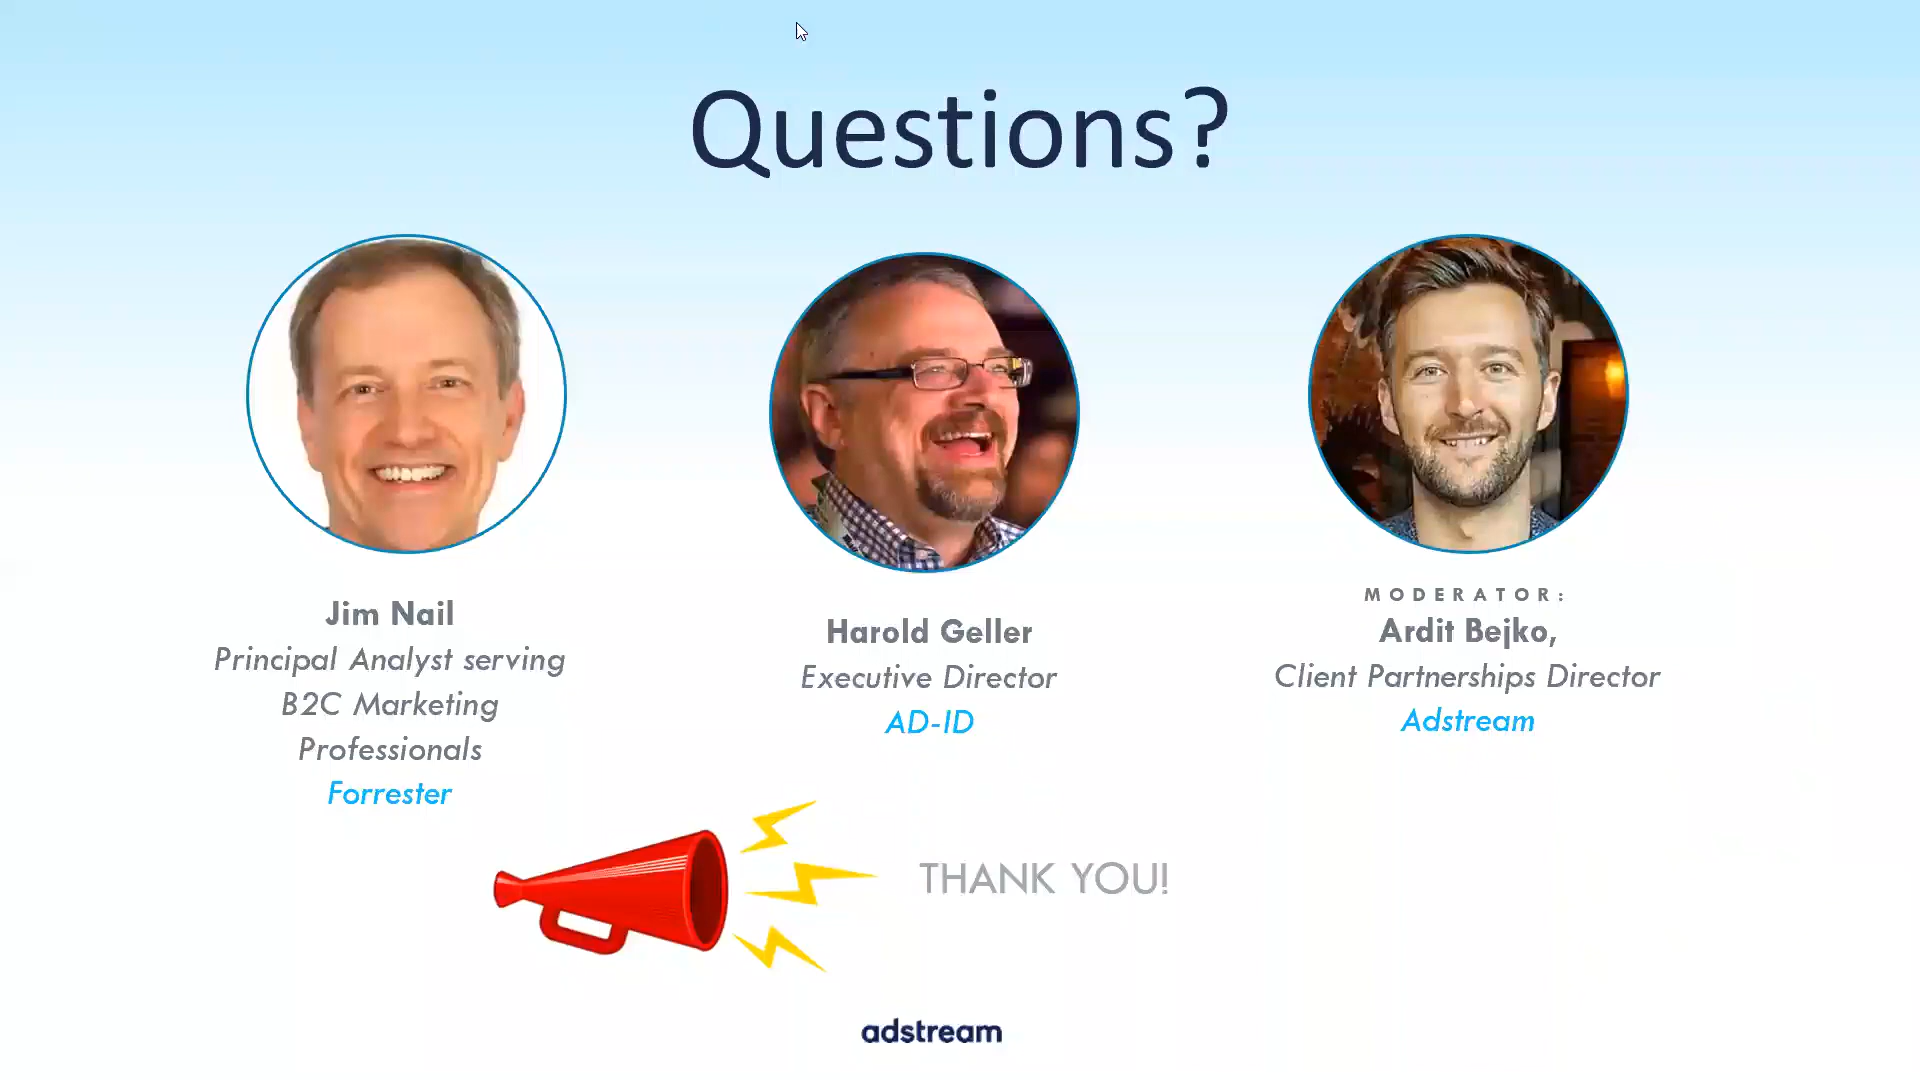 Questions?
Jim Nail
Principal Analyst serving
B2C Marketing
Professionals
Forrester
Harold Geller
Executive Director
AD-ID
MODERATOR:
Ardit Bejko,
Client Partnerships Director
Adstream
THANK YOU!
adstream